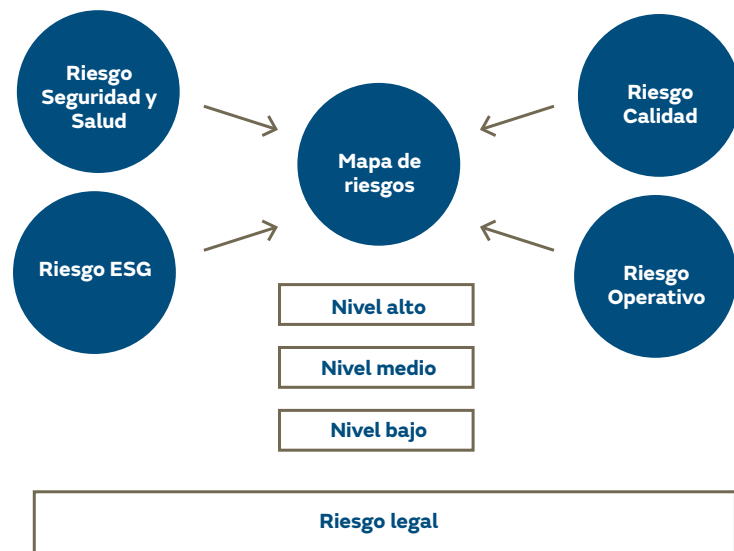 Riesgo
Seguridad y
Salud
Riesgo
Calidad
Mapa de
riesgos
Riesgo ESG
Riesgo
Operativo
Nivel alto
Nivel medio
Nivel bajo
Riesgo legal